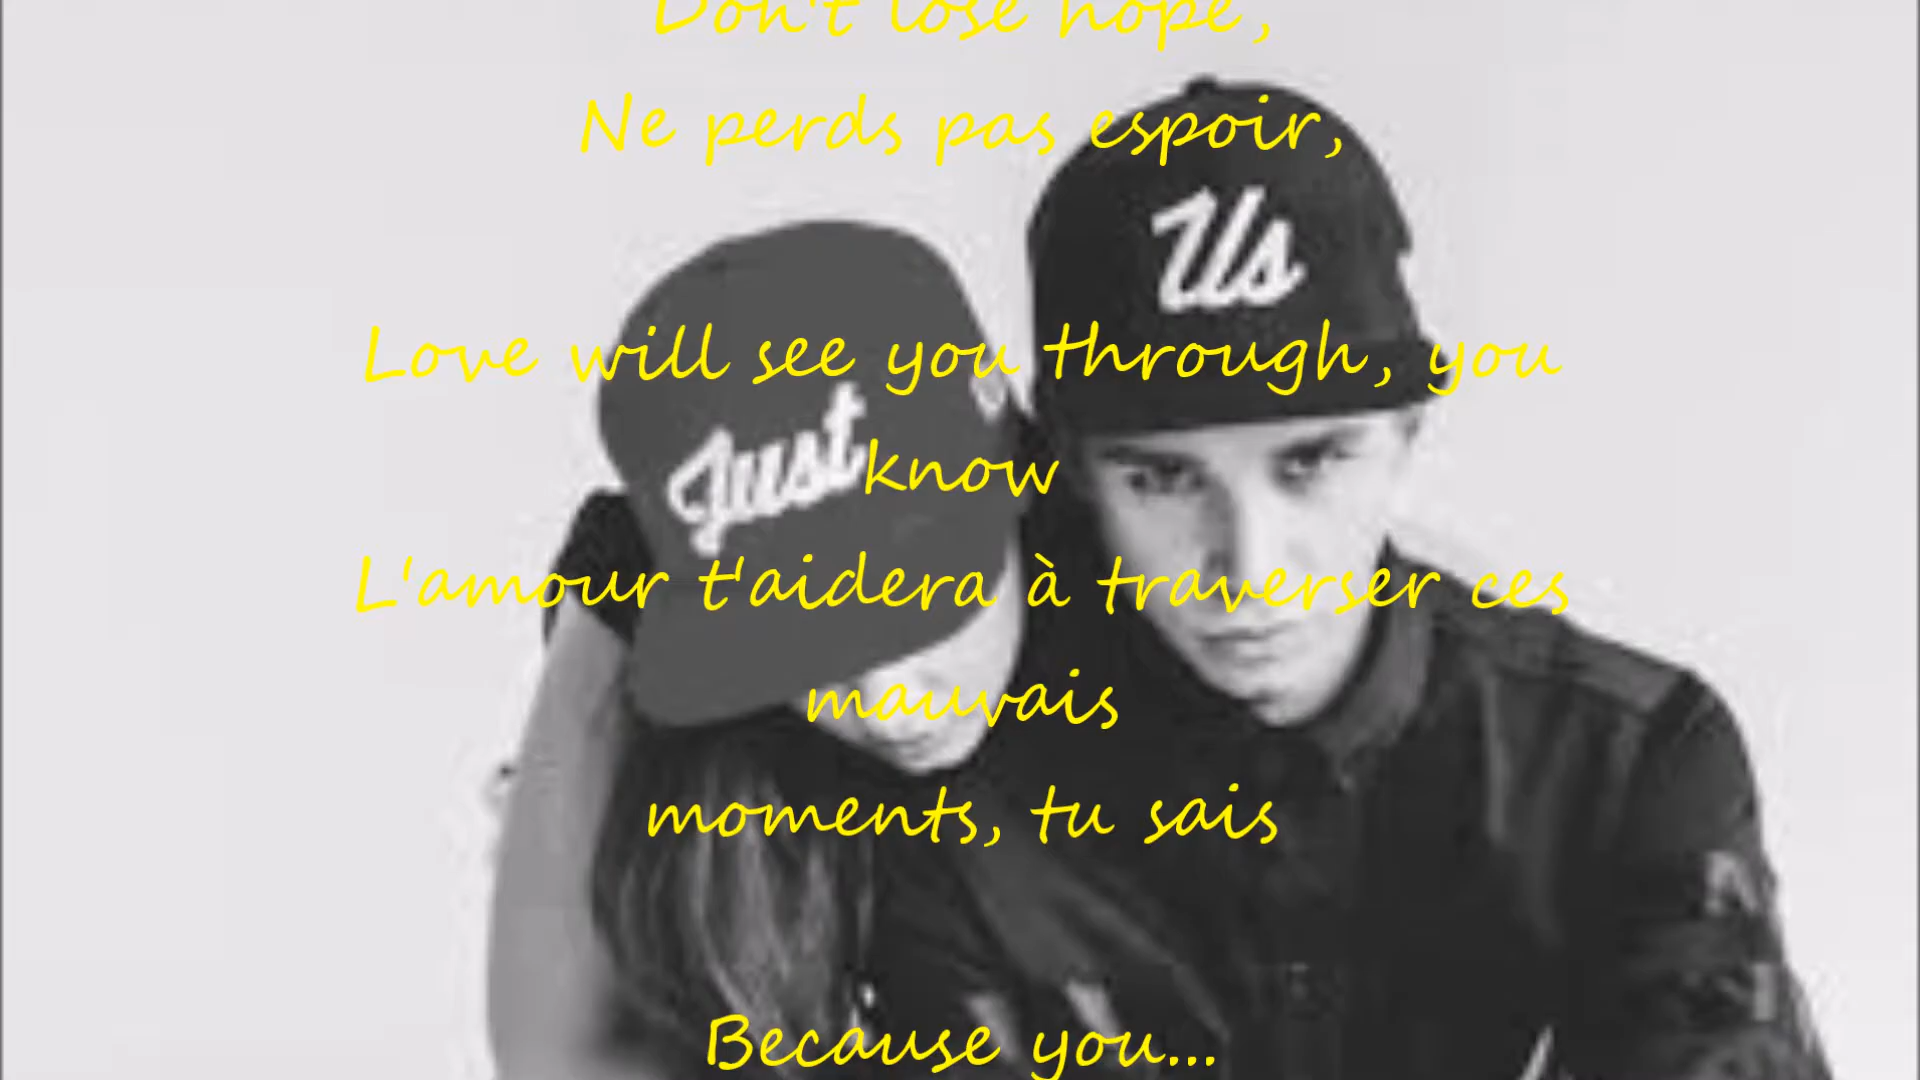 Don't lose hope,
Ne perds pas espoir,
Us
Love will see you through, you
Just
know
L'amour t'aidera à traverser ces
mauvais
moments, tu sais
Because you...